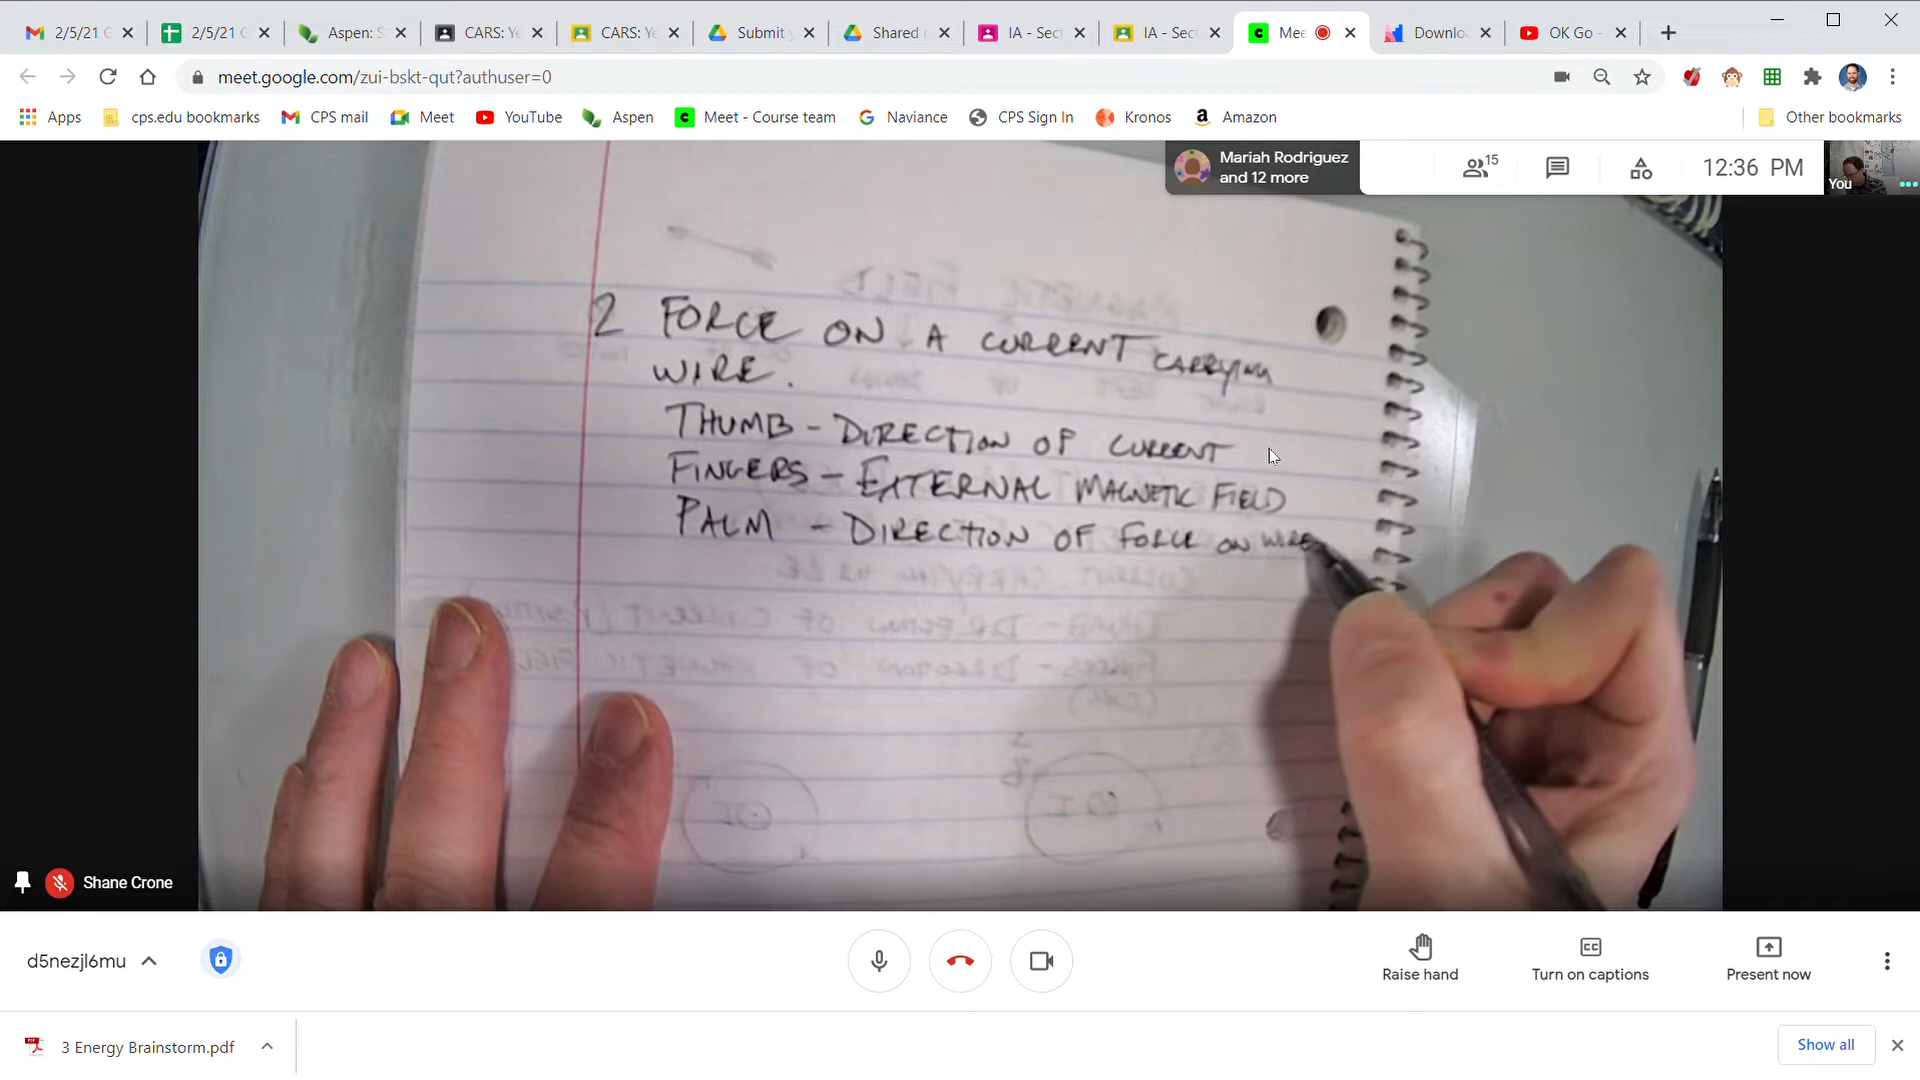 2/5/21 G
2/5/21 G
Aspen: S
CARS: Ye
CARS: Ye
Submit y
Shared
IA - Sect
IA - Sect
Mee
Downlo
OK Go -
meet.google.com/zui-bskt-qut?authuser=0
Apps
cps.edu bookmarks
CPS mail
Meet
YouTube
Aspen
Meet - Course team
Naviance
CPS Sign In
Kronos
Amazon
Other bookmarks
Mariah Rodriguez
and 12 more
15
12:36 PM
You
2 FORCE ON A CURRENT CARRYING
WIRE.
THUMB - DIRECTION OF CURRENT
FINGERS - EXTERNAL MAGNETIC FIELD
PALM - DIRECTION OF FORCE ON WIRE
Shane Crone
d5nezjl6mu
Raise hand
Turn on captions
Present now
3 Energy Brainstorm.pdf
Show all